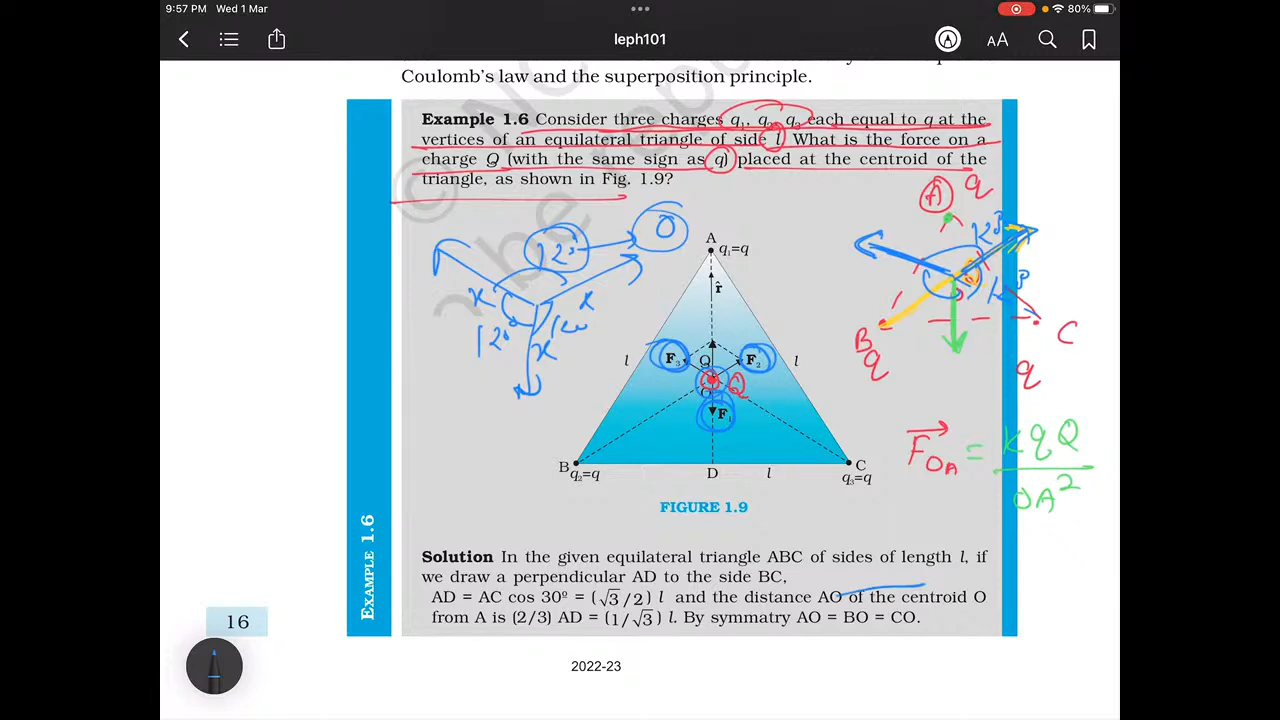 9:57 PM Wed 1 Mar
80%
leph101
AA
Coulomb's law and the superposition principle.
Example 1.6 Consider three charges q₁, q₂, q₃ each equal to q at the
vertices of an equilateral triangle of side l. What is the force on a
charge Q (with the same sign as q) placed at the centroid of the
triangle, as shown in Fig. 1.9?
A q
0
120
x
x
120
120
x
A
q₁=q
r̂
l
l
F₃
Q
F₂
Q
O
F₁
B
q₂=q
D
l
C
q₃=q
B
q
C
q
F⃗OA = KqQ / OA²
FIGURE 1.9
EXAMPLE 1.6
Solution In the given equilateral triangle ABC of sides of length l, if
we draw a perpendicular AD to the side BC,
AD = AC cos 30º = (√3/2) l and the distance AO of the centroid O
from A is (2/3) AD = (1/√3) l. By symmetry AO = BO = CO.
16
2022-23